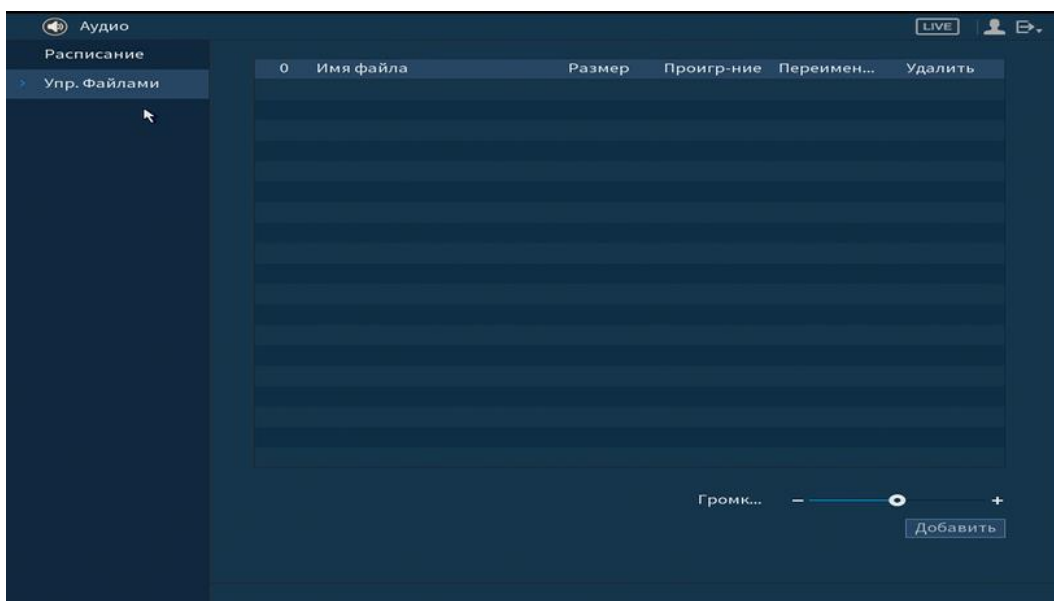 Аудио LIVE
Расписание
Упр. Файлами
0 Имя файла Размер Проигр-ние Переимен... Удалить
Громк... – +
Добавить